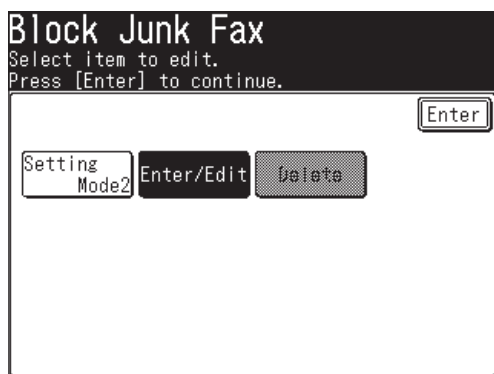 Block Junk Fax
Select item to edit.
Press [Enter] to continue.
Enter
Setting
Mode2
Enter/Edit
Delete